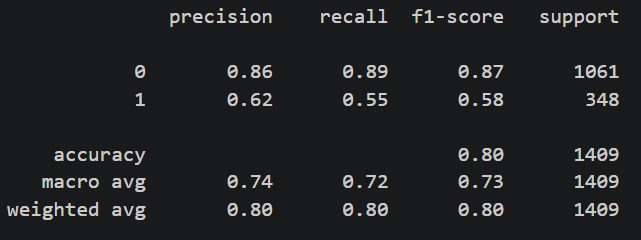 precision recall f1-score support
0 0.86 0.89 0.87 1061
1 0.62 0.55 0.58 348
accuracy 0.80 1409
macro avg 0.74 0.72 0.73 1409
weighted avg 0.80 0.80 0.80 1409